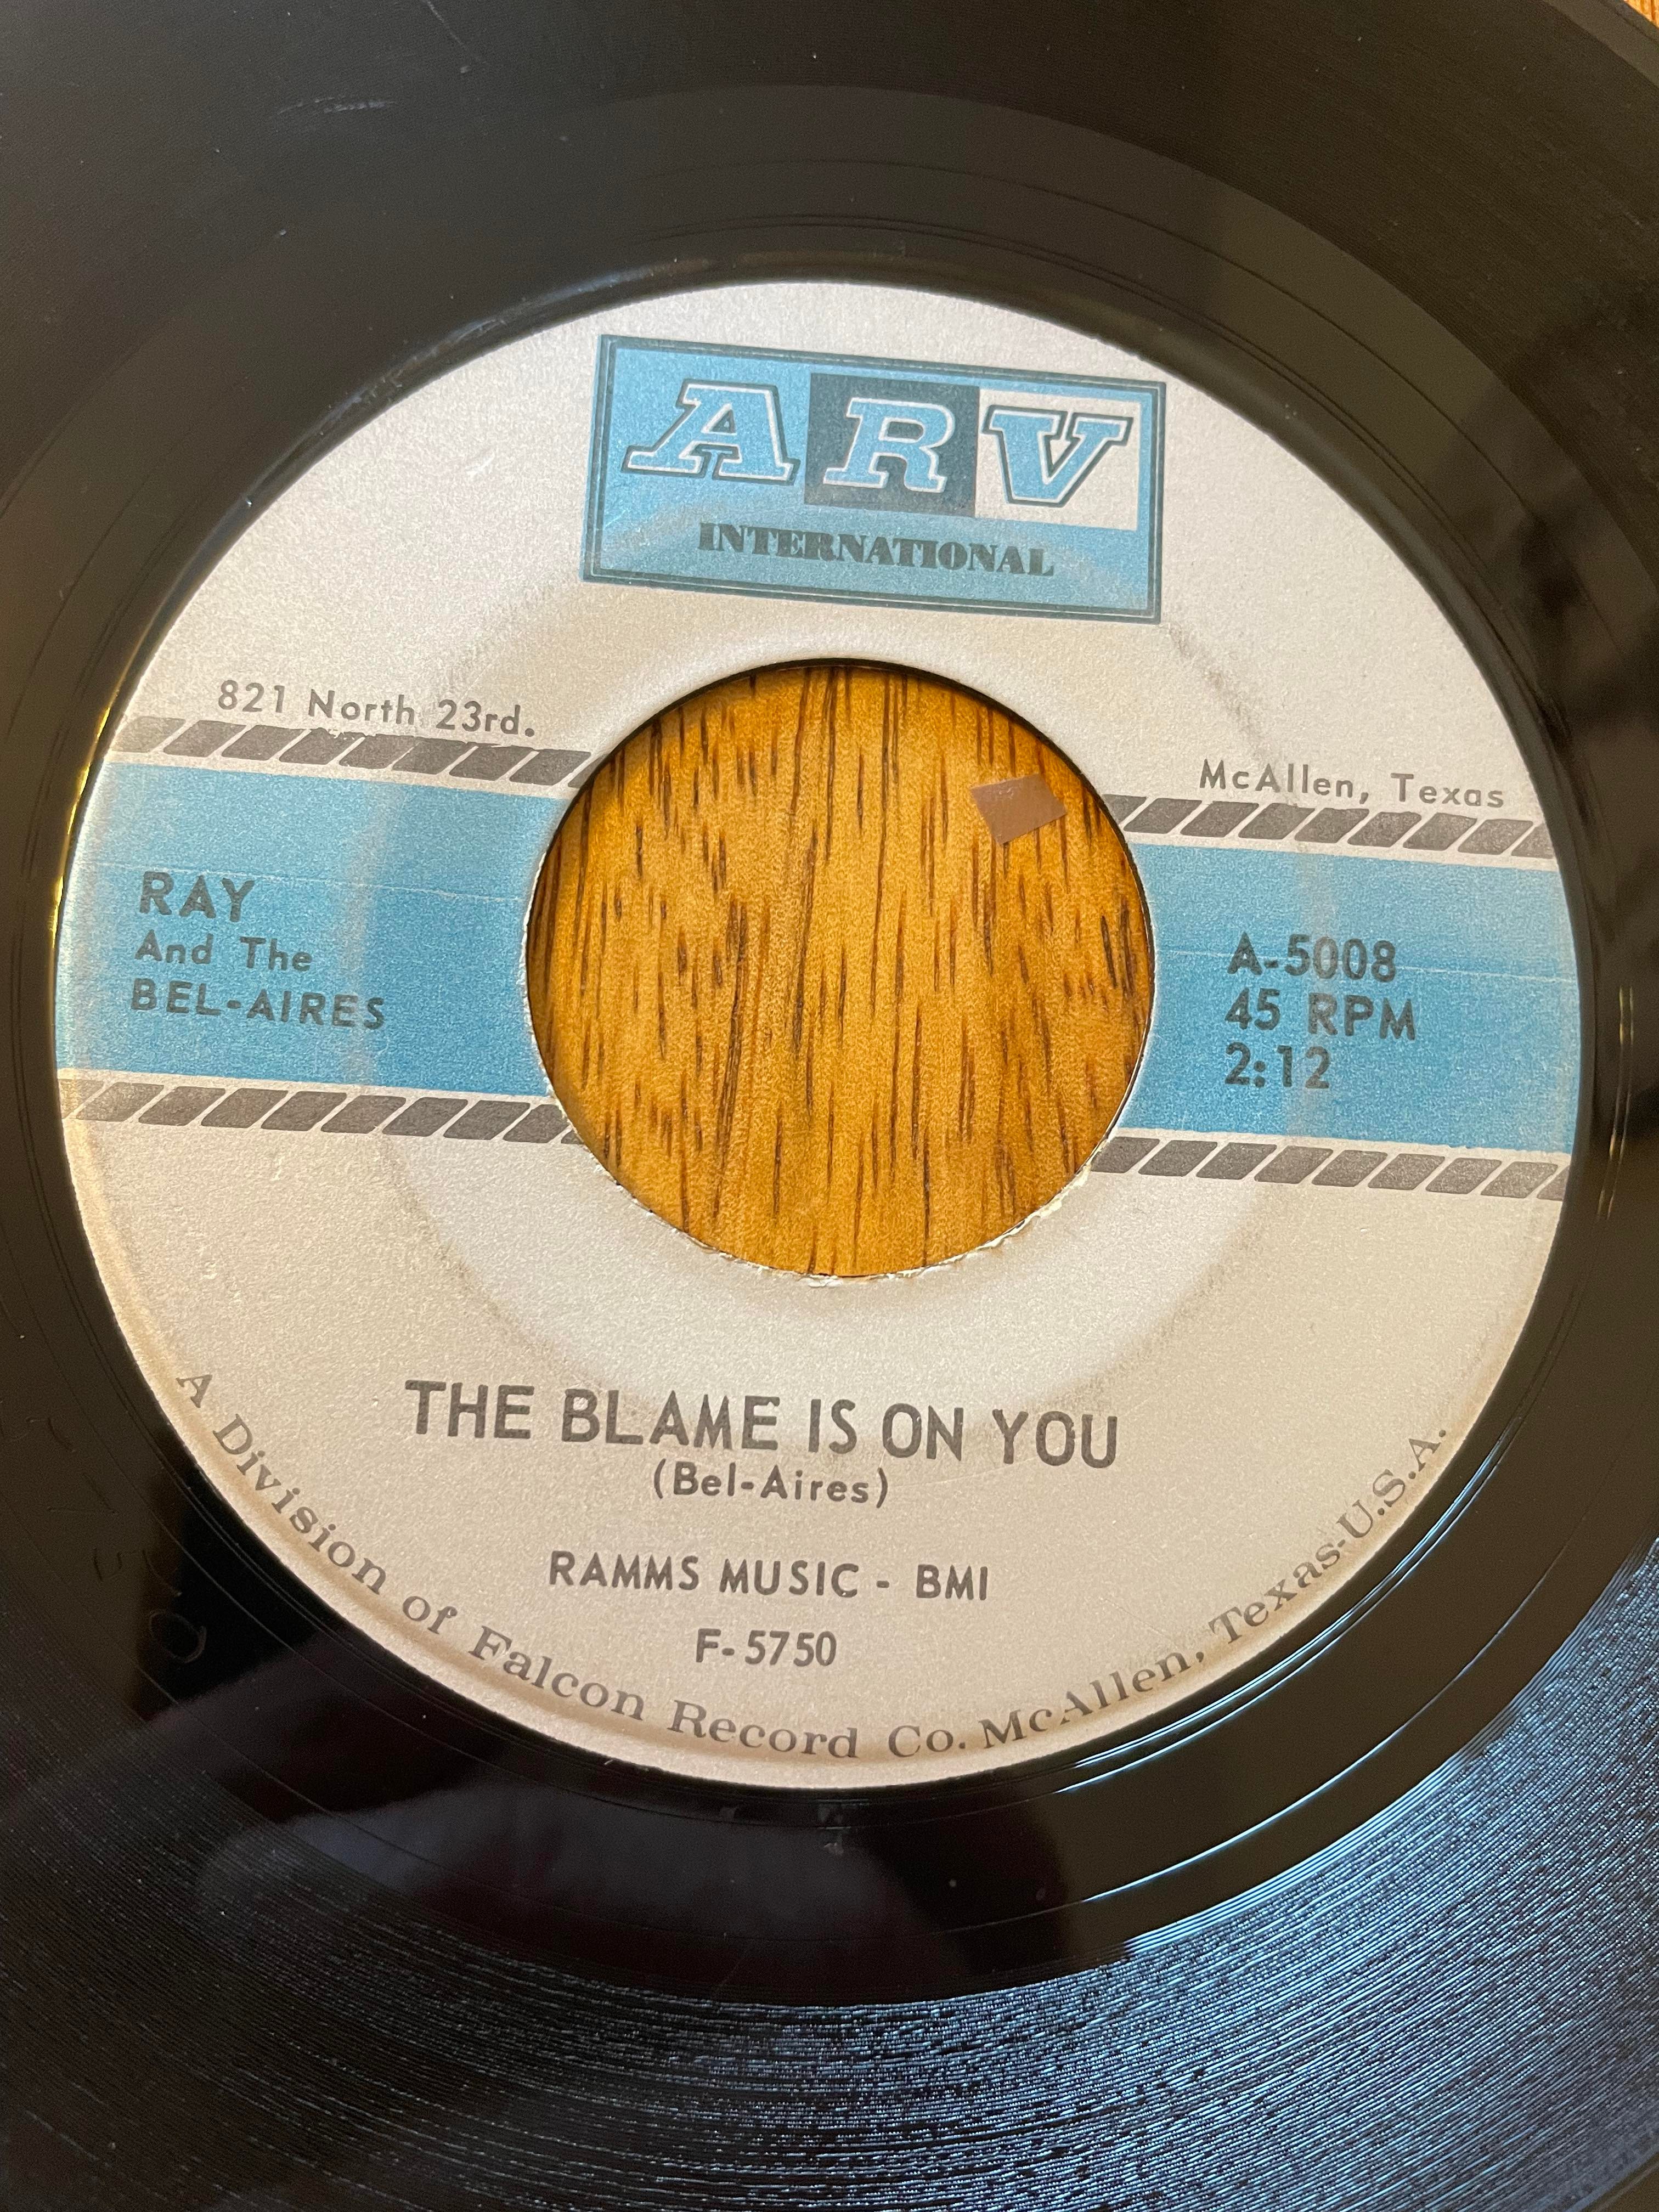 ARV
INTERNATIONAL
821 North 23rd.
McAllen, Texas
RAY
And The
BEL-AIRES
A-5008
45 RPM
2:12
THE BLAME IS ON YOU
(Bel-Aires)
RAMMS MUSIC - BMI
F-5750
A Division of Falcon Record Co. McAllen, Texas-U.S.A.